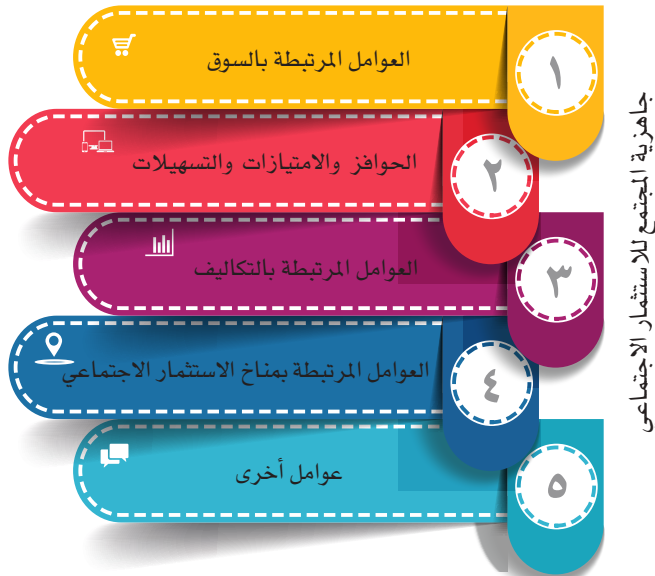 جاهزية المجتمع للاستثمار الاجتماعى
١
العوامل المرتبطة بالسوق
٢
الحوافز والامتيازات والتسهيلات
٣
العوامل المرتبطة بالتكاليف
٤
العوامل المرتبطة بمناخ الاستثمار الاجتماعي
٥
عوامل أخرى